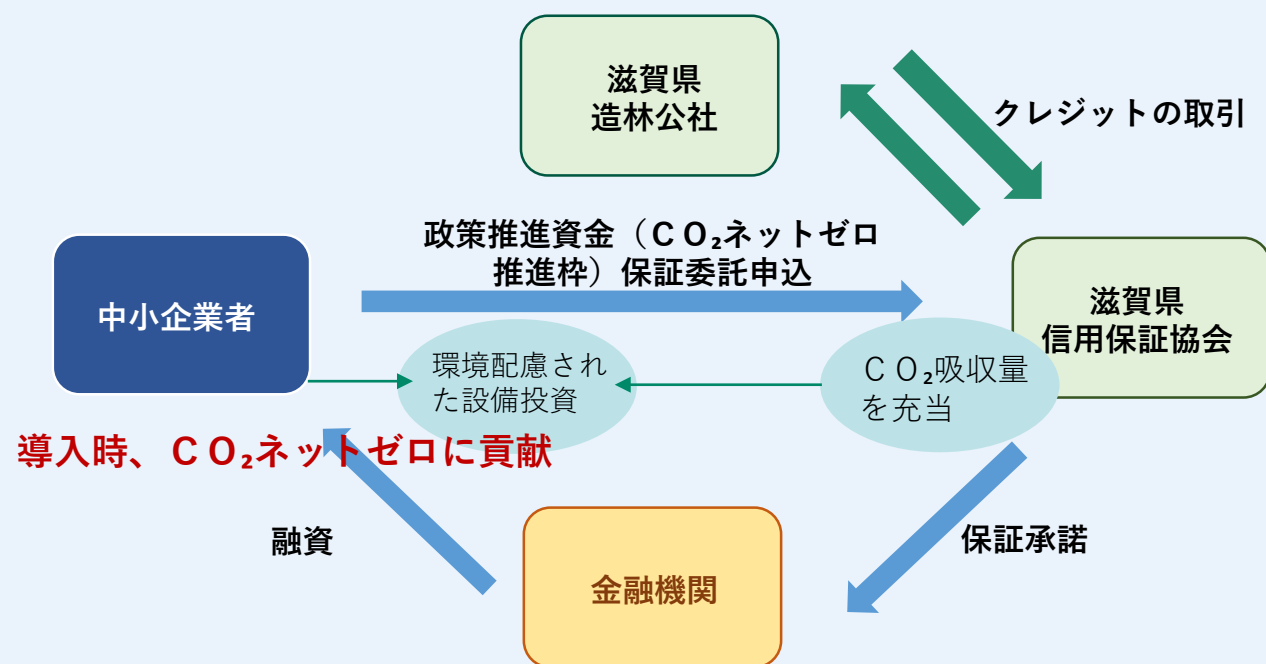 滋賀県
造林公社
クレジットの取引
政策推進資金（ＣＯ₂ネットゼロ
推進枠）保証委託申込
中小企業者
滋賀県
信用保証協会
環境配慮され
た設備投資
ＣＯ₂吸収量
を充当
導入時、ＣＯ₂ネットゼロに貢献
融資
保証承諾
金融機関